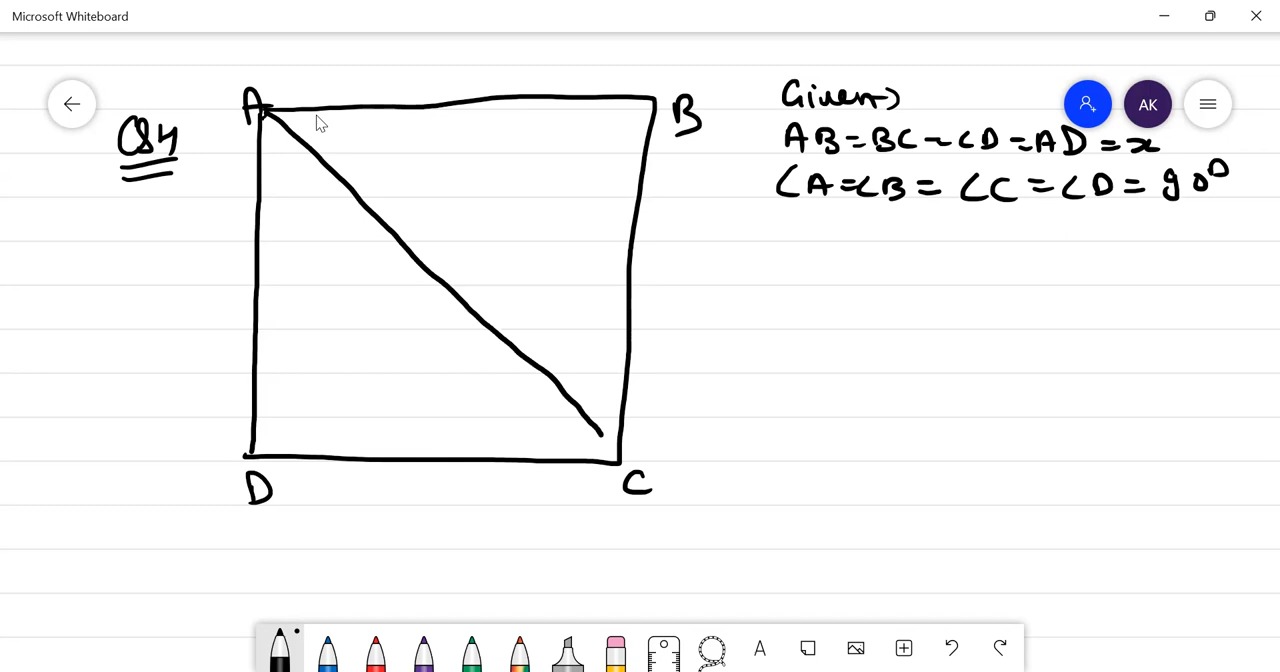 Microsoft Whiteboard
Q4
A
B
D
C
Given →
AB = BC = CD = AD = x
∠A = ∠B = ∠C = ∠D = 90°
AK
A